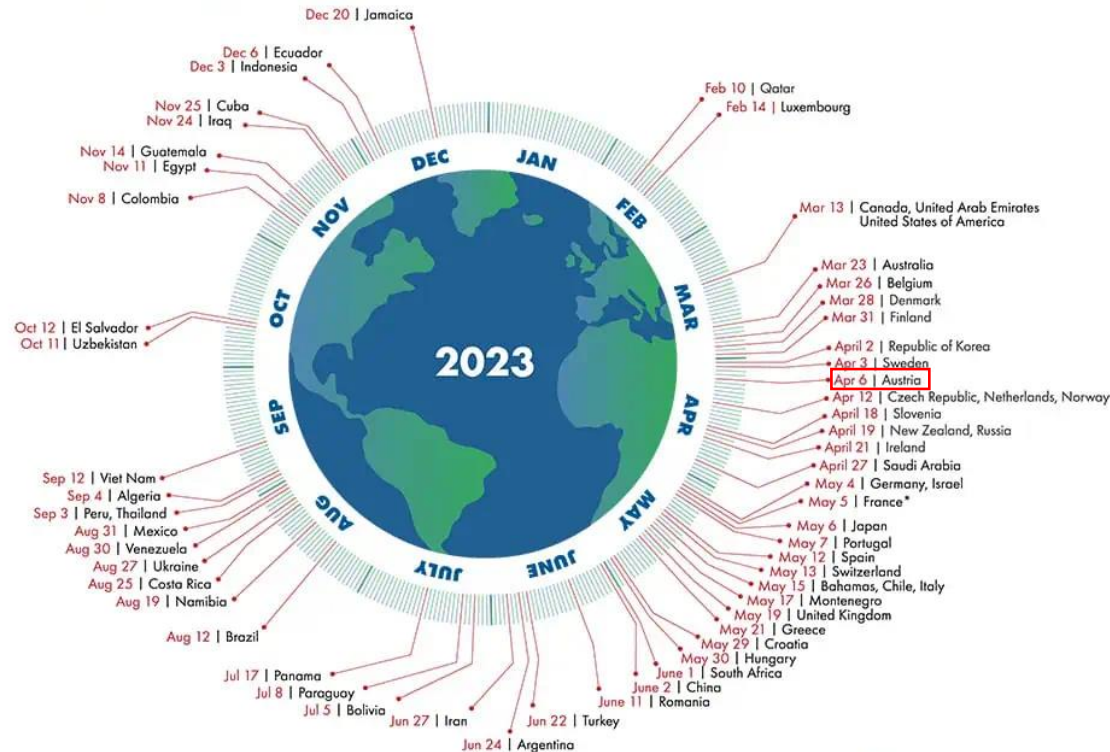 Dec 20 | Jamaica
Dec 6 | Ecuador
Dec 3 | Indonesia
Nov 25 | Cuba
Nov 24 | Iraq
Nov 14 | Guatemala
Nov 11 | Egypt
Nov 8 | Colombia
Oct 12 | El Salvador
Oct 11 | Uzbekistan
Sep 12 | Viet Nam
Sep 4 | Algeria
Sep 3 | Peru, Thailand
Aug 31 | Mexico
Aug 30 | Venezuela
Aug 27 | Ukraine
Aug 25 | Costa Rica
Aug 19 | Namibia
Aug 12 | Brazil
Jul 17 | Panama
Jul 8 | Paraguay
Jul 5 | Bolivia
Jun 27 | Iran
Jun 24 | Argentina
Jun 22 | Turkey
June 11 | Romania
June 2 | China
June 1 | South Africa
May 30 | Hungary
May 29 | Croatia
May 21 | Greece
May 19 | United Kingdom
May 17 | Montenegro
May 15 | Bahamas, Chile, Italy
May 13 | Switzerland
May 12 | Spain
May 7 | Portugal
May 6 | Japan
May 5 | France*
May 4 | Germany, Israel
April 27 | Saudi Arabia
April 21 | Ireland
April 19 | New Zealand, Russia
April 18 | Slovenia
Apr 12 | Czech Republic, Netherlands, Norway
Apr 6 | Austria
Apr 3 | Sweden
April 2 | Republic of Korea
Mar 31 | Finland
Mar 28 | Denmark
Mar 26 | Belgium
Mar 23 | Australia
Mar 13 | Canada, United Arab Emirates
United States of America
Feb 14 | Luxembourg
Feb 10 | Qatar
JAN
FEB
MAR
APR
MAY
JUNE
JULY
AUG
SEP
OCT
NOV
DEC
2023